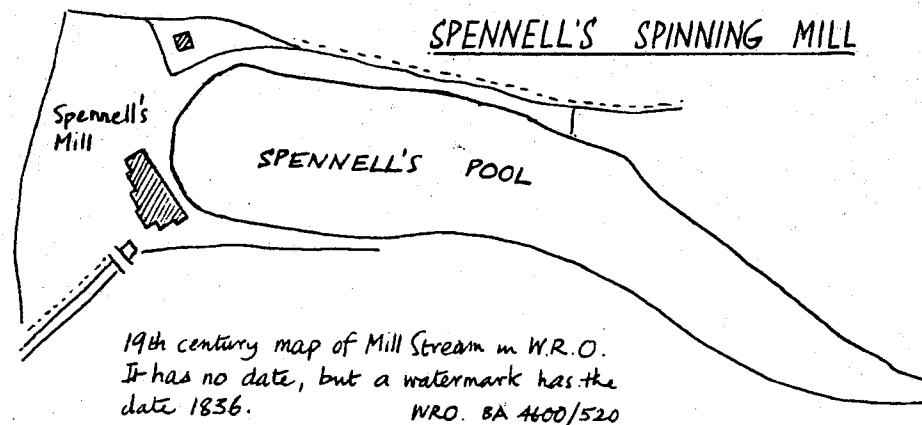 SPENNELL'S SPINNING MILL
Spennell's
Mill
SPENNELL'S POOL
19th century map of Mill Stream in W.R.O.
It has no date, but a watermark has the
date 1836.
WRO. BA 4600/520